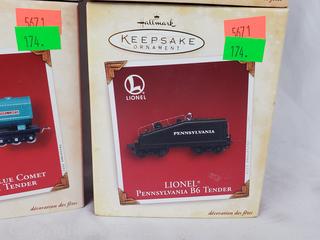 5671
174.
LUE COMET
TENDER
décoration des fêtes
5671
174.
Hallmark
KEEPSAKE
ORNAMENT
L
LIONEL
PENNSYLVANIA
LIONEL®
PENNSYLVANIA B6 TENDER
décoration des fêtes